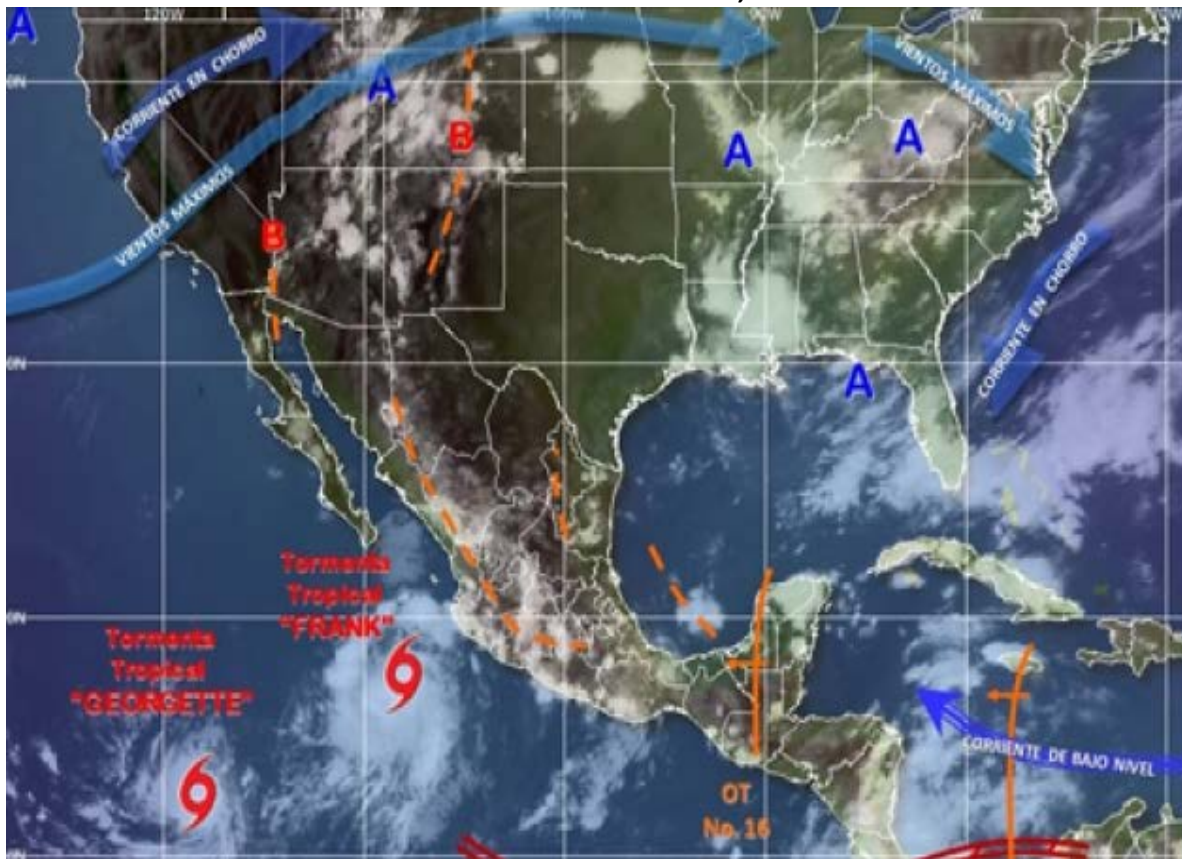 120W
110W
100W
90W
A
CORRIENTE EN CHORRO
VIENTOS MÁXIMOS
VIENTOS MÁXIMOS
A
B
A
A
B
CORRIENTE EN CHORRO
A
Tormenta
Tropical
"FRANK"
Tormenta
Tropical
"GEORGETTE"
CORRIENTE DE BAJO NIVEL
OT
No. 16